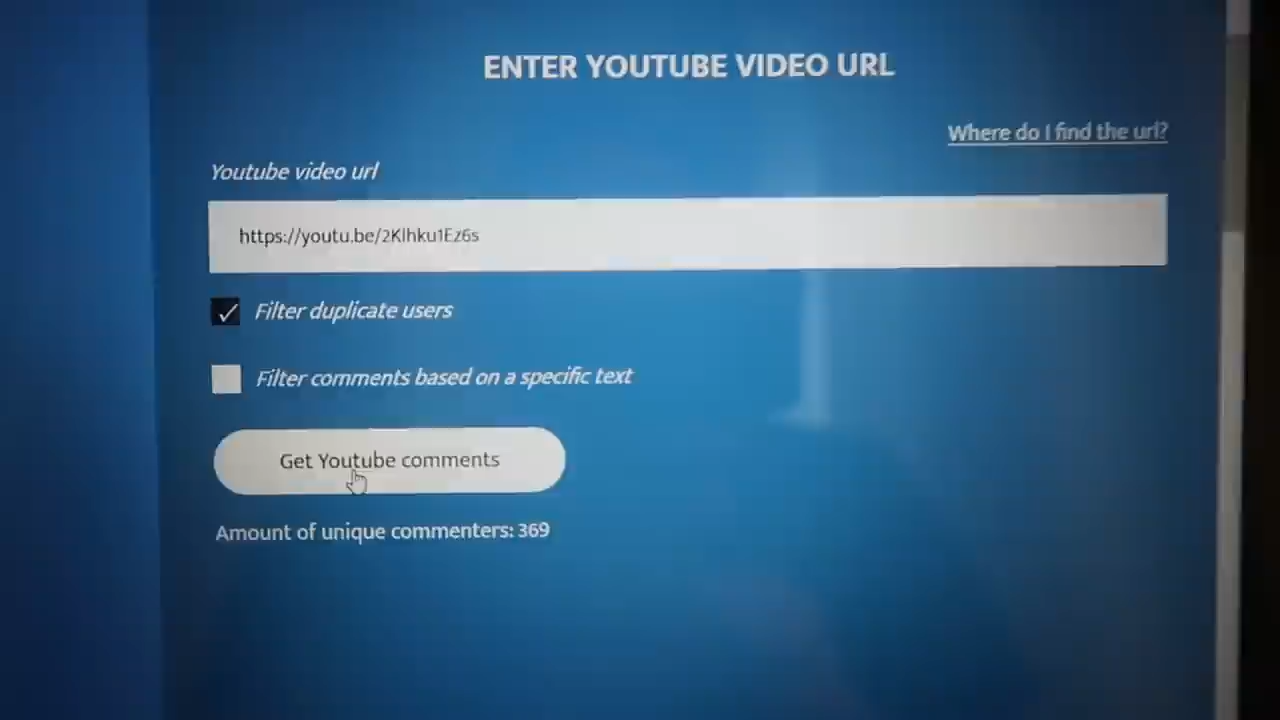 ENTER YOUTUBE VIDEO URL
Where do I find the url?
Youtube video url
https://youtu.be/2KIhku1Ez6s
Filter duplicate users
Filter comments based on a specific text
Get Youtube comments
Amount of unique commenters: 369